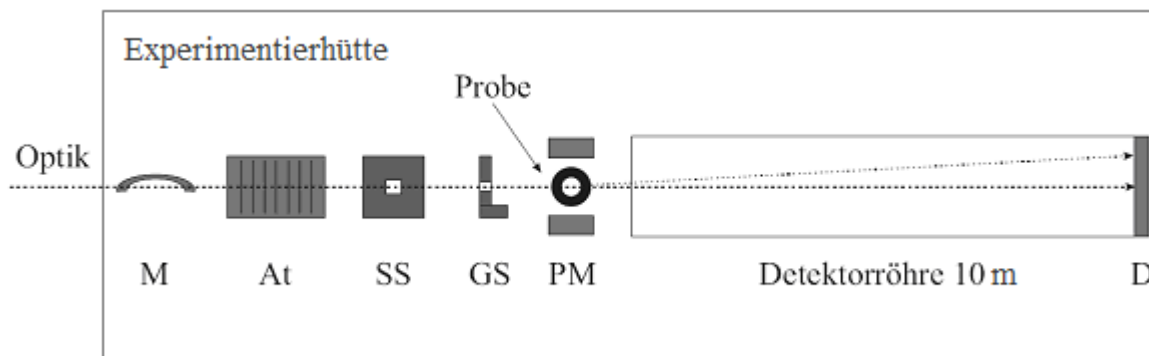 Experimentierhütte
Probe
Optik
M At SS GS PM Detektorröhre 10 m D